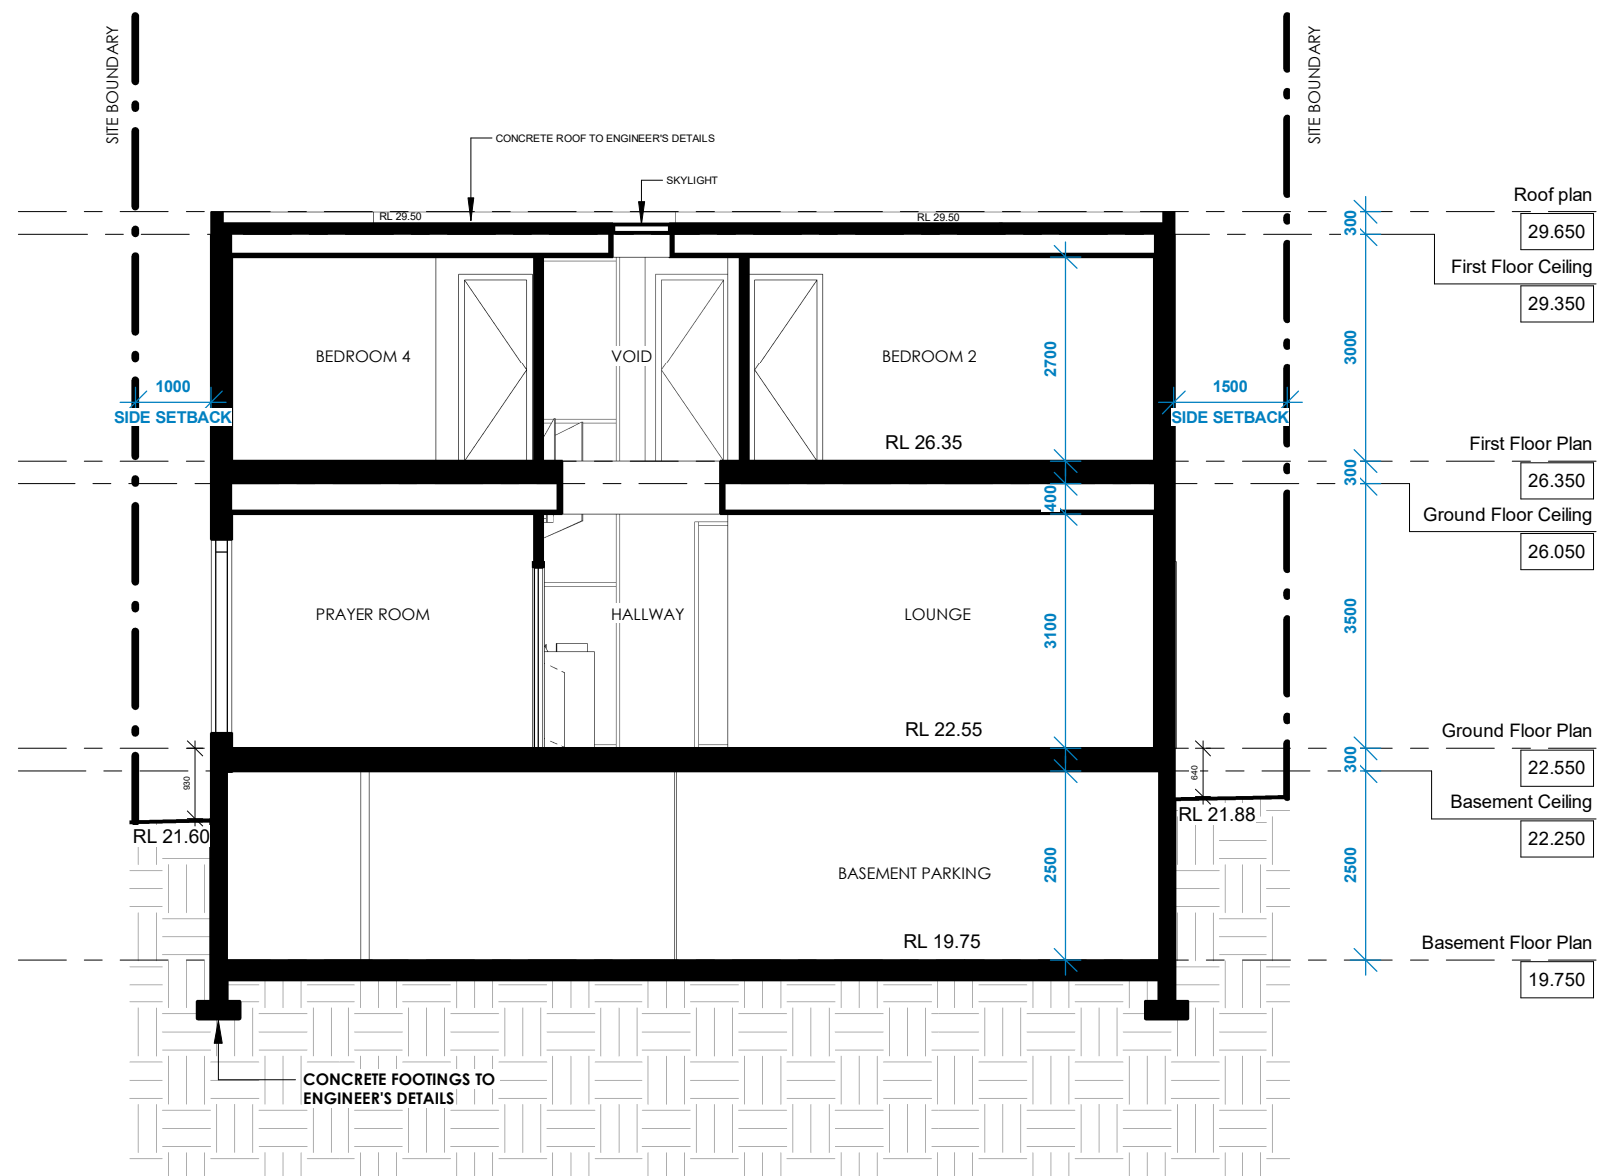 SITE BOUNDARY
SITE BOUNDARY
CONCRETE ROOF TO ENGINEER'S DETAILS
SKYLIGHT
RL 29.50
RL 29.50
Roof plan
29.650
300
First Floor Ceiling
29.350
BEDROOM 4
VOID
BEDROOM 2
2700
3000
1000
SIDE SETBACK
1500
SIDE SETBACK
RL 26.35
First Floor Plan
26.350
300
400
Ground Floor Ceiling
26.050
PRAYER ROOM
HALLWAY
LOUNGE
3100
3500
RL 22.55
Ground Floor Plan
22.550
300
930
640
Basement Ceiling
22.250
RL 21.60
RL 21.88
BASEMENT PARKING
2500
2500
RL 19.75
Basement Floor Plan
19.750
CONCRETE FOOTINGS TO
ENGINEER'S DETAILS